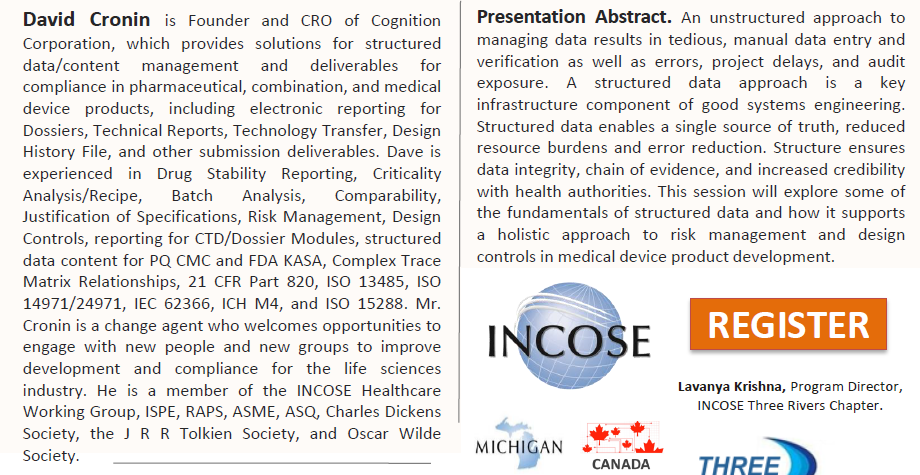 David Cronin is Founder and CRO of Cognition
Corporation, which provides solutions for structured
data/content management and deliverables for
compliance in pharmaceutical, combination, and medical
device products, including electronic reporting for
Dossiers, Technical Reports, Technology Transfer, Design
History File, and other submission deliverables. Dave is
experienced in Drug Stability Reporting, Criticality
Analysis/Recipe, Batch Analysis, Comparability,
Justification of Specifications, Risk Management, Design
Controls, reporting for CTD/Dossier Modules, structured
data content for PQ CMC and FDA KASA, Complex Trace
Matrix Relationships, 21 CFR Part 820, ISO 13485, ISO
14971/24971, IEC 62366, ICH M4, and ISO 15288. Mr.
Cronin is a change agent who welcomes opportunities to
engage with new people and new groups to improve
development and compliance for the life sciences
industry. He is a member of the INCOSE Healthcare
Working Group, ISPE, RAPS, ASME, ASQ, Charles Dickens
Society, the J R R Tolkien Society, and Oscar Wilde
Society.
Presentation Abstract. An unstructured approach to
managing data results in tedious, manual data entry and
verification as well as errors, project delays, and audit
exposure. A structured data approach is a key
infrastructure component of good systems engineering.
Structured data enables a single source of truth, reduced
resource burdens and error reduction. Structure ensures
data integrity, chain of evidence, and increased credibility
with health authorities. This session will explore some of
the fundamentals of structured data and how it supports
a holistic approach to risk management and design
controls in medical device product development.
INCOSE
REGISTER
Lavanya Krishna, Program Director,
INCOSE Three Rivers Chapter.
MICHIGAN
CANADA
THREE